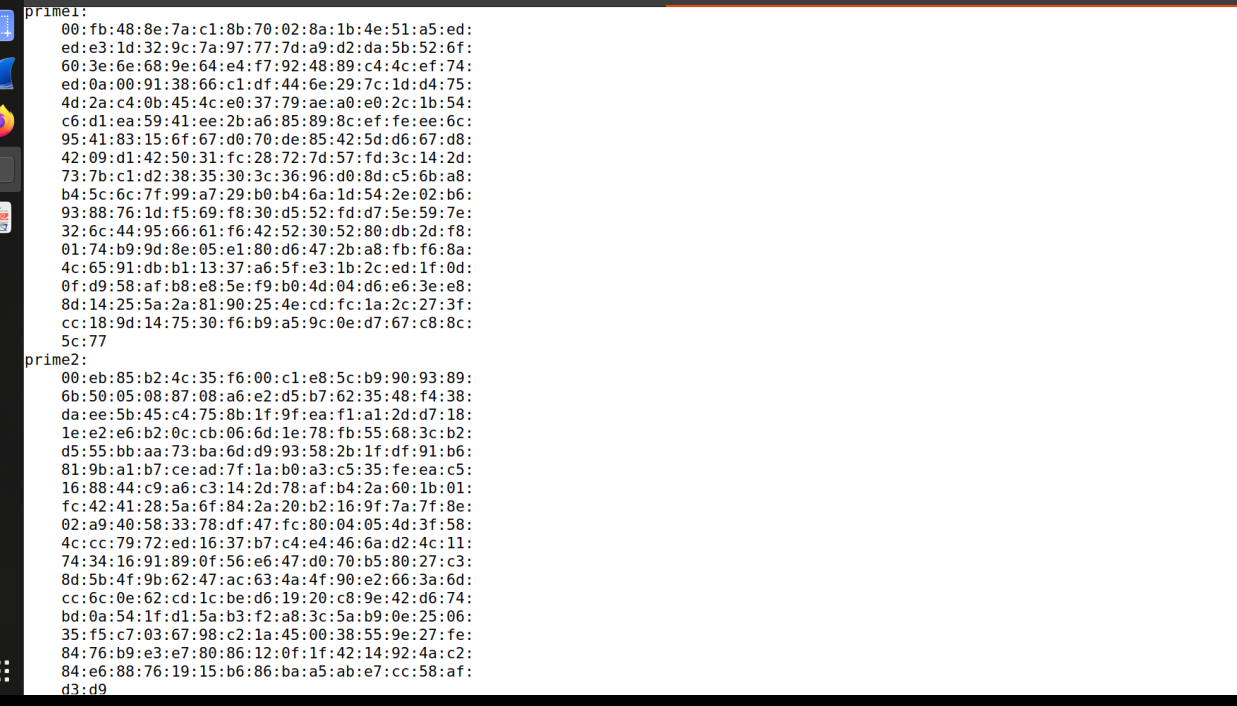 prime1:
00:fb:48:8e:7a:c1:8b:70:02:8a:1b:4e:51:a5:ed:
ed:e3:1d:32:9c:7a:97:77:7d:a9:d2:da:5b:52:6f:
60:3e:6e:68:9e:64:e4:f7:92:48:89:c4:4c:ef:74:
ed:0a:00:91:38:66:c1:df:44:6e:29:7c:1d:d4:75:
4d:2a:c4:0b:45:4c:e0:37:79:ae:a0:e0:2c:1b:54:
c6:d1:ea:59:41:ee:2b:a6:85:89:8c:ef:fe:ee:6c:
95:41:83:15:6f:67:d0:70:de:85:42:5d:d6:67:d8:
42:09:d1:42:50:31:fc:28:72:7d:57:fd:3c:14:2d:
73:7b:c1:d2:38:35:30:3c:36:96:d0:8d:c5:6b:a8:
b4:5c:6c:7f:99:a7:29:b0:b4:6a:1d:54:2e:02:b6:
93:88:76:1d:f5:69:f8:30:d5:52:fd:d7:5e:59:7e:
32:6c:44:95:66:61:f6:42:52:30:52:80:db:2d:f8:
01:74:b9:9d:8e:05:e1:80:d6:47:2b:a8:fb:f6:8a:
4c:65:91:db:b1:13:37:a6:5f:e3:1b:2c:ed:1f:0d:
0f:d9:58:af:b8:e8:5e:f9:b0:4d:04:d6:e6:3e:e8:
8d:14:25:5a:2a:81:90:25:4e:cd:fc:1a:2c:27:3f:
cc:18:9d:14:75:30:f6:b9:a5:9c:0e:d7:67:c8:8c:
5c:77
prime2:
00:eb:85:b2:4c:35:f6:00:c1:e8:5c:b9:90:93:89:
6b:50:05:08:87:08:a6:e2:d5:b7:62:35:48:f4:38:
da:ee:5b:45:c4:75:8b:1f:9f:ea:f1:a1:2d:d7:18:
1e:e2:e6:b2:0c:cb:06:6d:1e:78:fb:55:68:3c:b2:
d5:55:bb:aa:73:ba:6d:d9:93:58:2b:1f:df:91:b6:
81:9b:a1:b7:ce:ad:7f:1a:b0:a3:c5:35:fe:ea:c5:
16:88:44:c9:a6:c3:14:2d:78:af:b4:2a:60:1b:01:
fc:42:41:28:5a:6f:84:2a:20:b2:16:9f:7a:7f:8e:
02:a9:40:58:33:78:df:47:fc:80:04:05:4d:3f:58:
4c:cc:79:72:ed:16:37:b7:c4:e4:46:6a:d2:4c:11:
74:34:16:91:89:0f:56:e6:47:d0:70:b5:80:27:c3:
8d:5b:4f:9b:62:47:ac:63:4a:4f:90:e2:66:3a:6d:
cc:6c:0e:62:cd:1c:be:d6:19:20:c8:9e:42:d6:74:
bd:0a:54:1f:d1:5a:b3:f2:a8:3c:5a:b9:0e:25:06:
35:f5:c7:03:67:98:c2:1a:45:00:38:55:9e:27:fe:
84:76:b9:e3:e7:80:86:12:0f:1f:42:14:92:4a:c2:
84:e6:88:76:19:15:b6:86:ba:a5:ab:e7:cc:58:af:
d3:d9